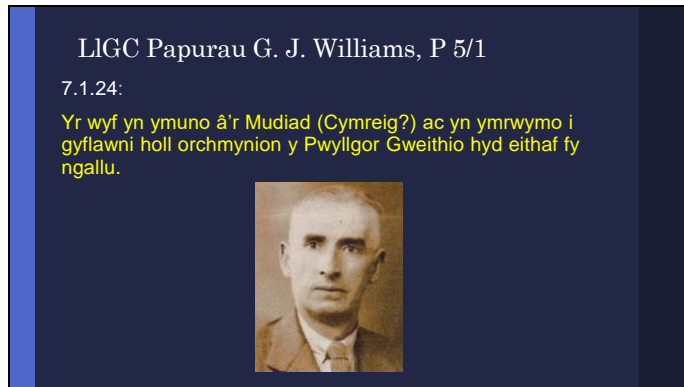 LlGC Papurau G. J. Williams, P 5/1
7.1.24:
Yr wyf yn ymuno â'r Mudiad (Cymreig?) ac yn ymrwymo i
gyflawni holl orchmynion y Pwyllgor Gweithio hyd eithaf fy
ngallu.